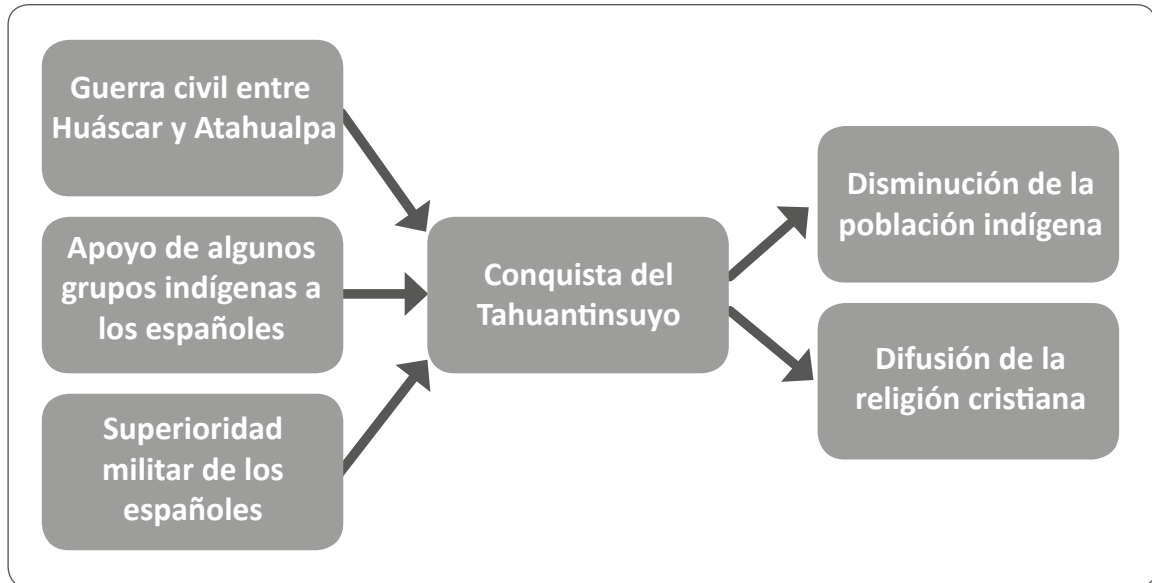 Guerra civil entre
Huáscar y Atahualpa
Apoyo de algunos
grupos indígenas a
los españoles
Superioridad
militar de los
españoles
Conquista del
Tahuantinsuyo
Disminución de la
población indígena
Difusión de la
religión cristiana